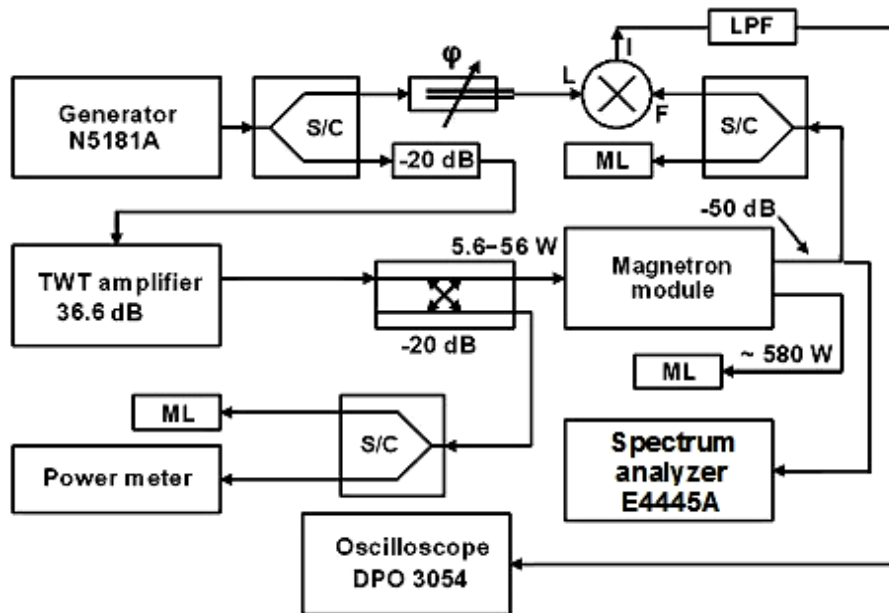 LPF
I
φ
L
F
Generator
N5181A
S/C
S/C
-20 dB
ML
-50 dB
5.6–56 W
TWT amplifier
36.6 dB
Magnetron
module
-20 dB
~ 580 W
ML
ML
S/C
Spectrum
analyzer
E4445A
Power meter
Oscilloscope
DPO 3054